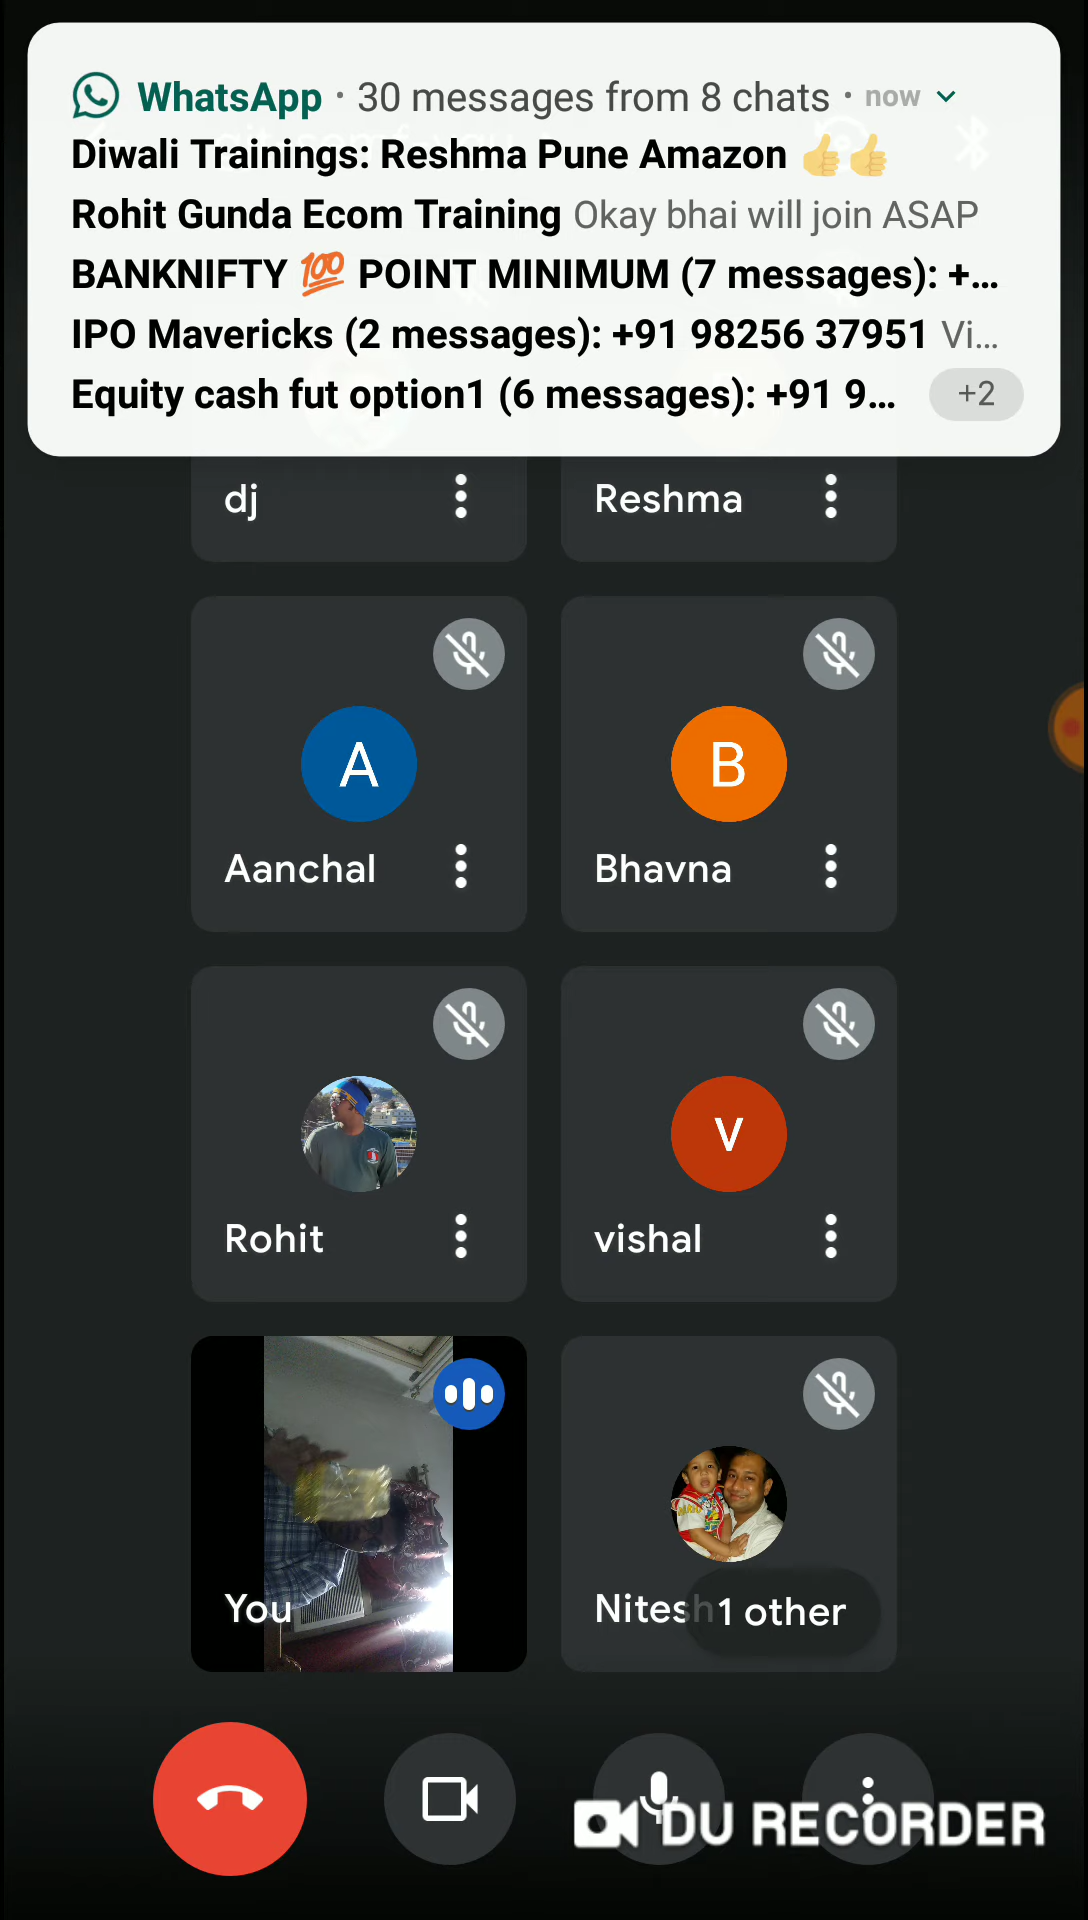 WhatsApp · 30 messages from 8 chats · now
Diwali Trainings: Reshma Pune Amazon 👍👍
Rohit Gunda Ecom Training Okay bhai will join ASAP
BANKNIFTY 💯 POINT MINIMUM (7 messages): +...
IPO Mavericks (2 messages): +91 98256 37951 Vi...
Equity cash fut option1 (6 messages): +91 9... +2
dj Reshma
A B
Aanchal Bhavna
V
Rohit vishal
You Nitesh 1 other
DU RECORDER